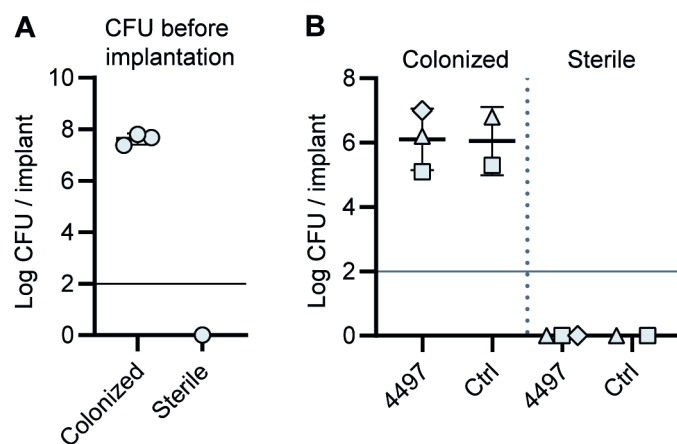 A
CFU before
implantation
Log CFU / implant
10
8
6
4
2
0
Colonized
Sterile
B
Colonized
Sterile
Log CFU / implant
8
6
4
2
0
4497
Ctrl
4497
Ctrl